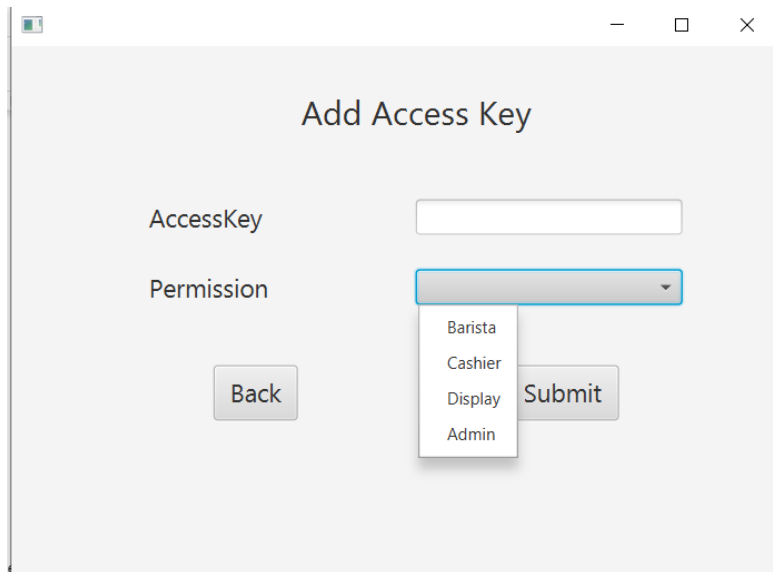 Add Access Key
AccessKey
Permission
Barista
Cashier
Display
Admin
Back
Submit